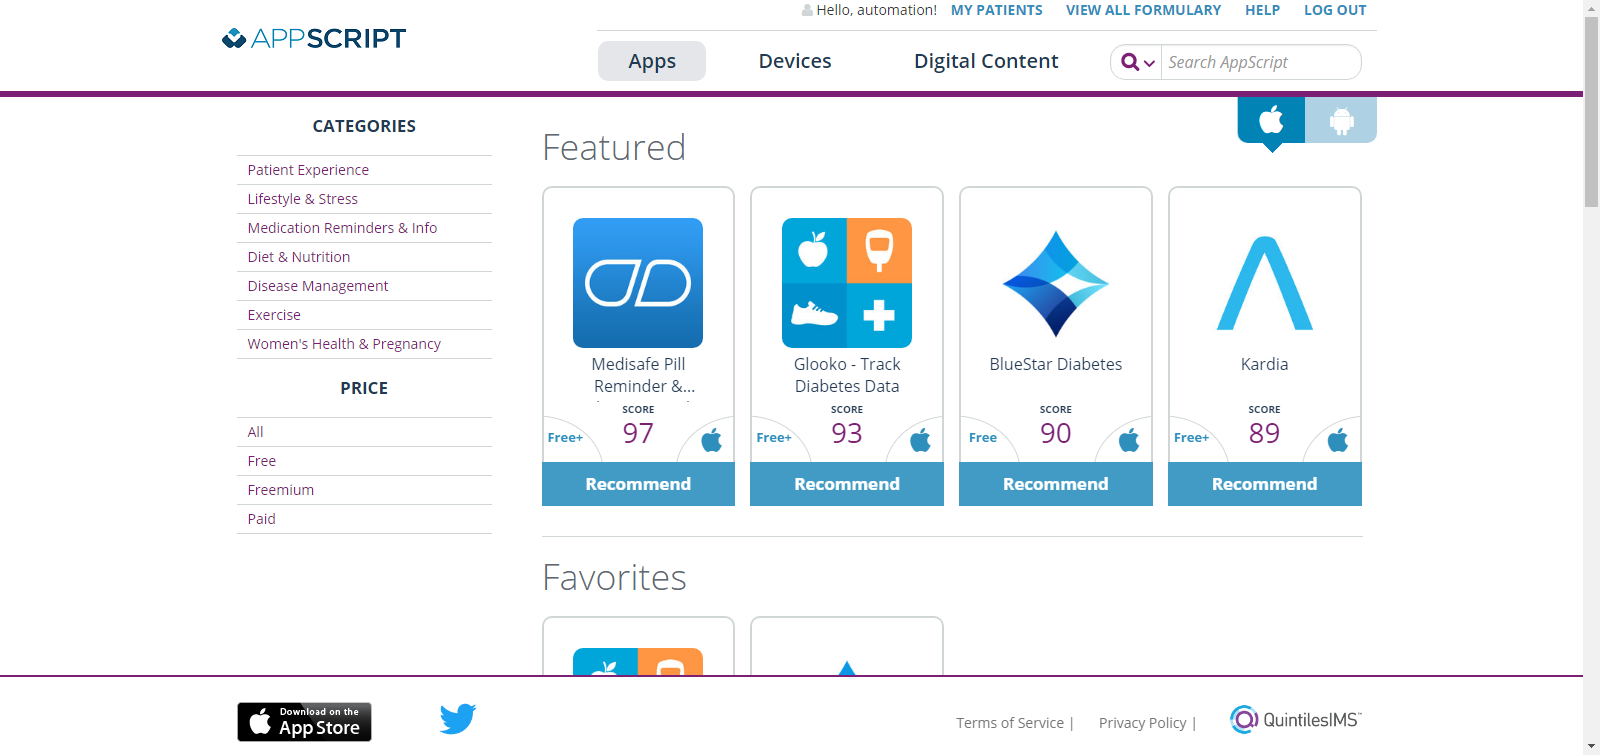 Hello, automation! MY PATIENTS VIEW ALL FORMULARY HELP LOG OUT
APPSCRIPT
Apps Devices Digital Content Search AppScript
CATEGORIES
Patient Experience
Lifestyle & Stress
Medication Reminders & Info
Diet & Nutrition
Disease Management
Exercise
Women's Health & Pregnancy
PRICE
All
Free
Freemium
Paid
Featured
Medisafe Pill
Reminder &...
SCORE
Free+ 97
Recommend
Glooko - Track
Diabetes Data
SCORE
Free+ 93
Recommend
BlueStar Diabetes
SCORE
Free 90
Recommend
Kardia
SCORE
Free+ 89
Recommend
Favorites
Download on the
App Store
Terms of Service | Privacy Policy | QuintilesIMS™